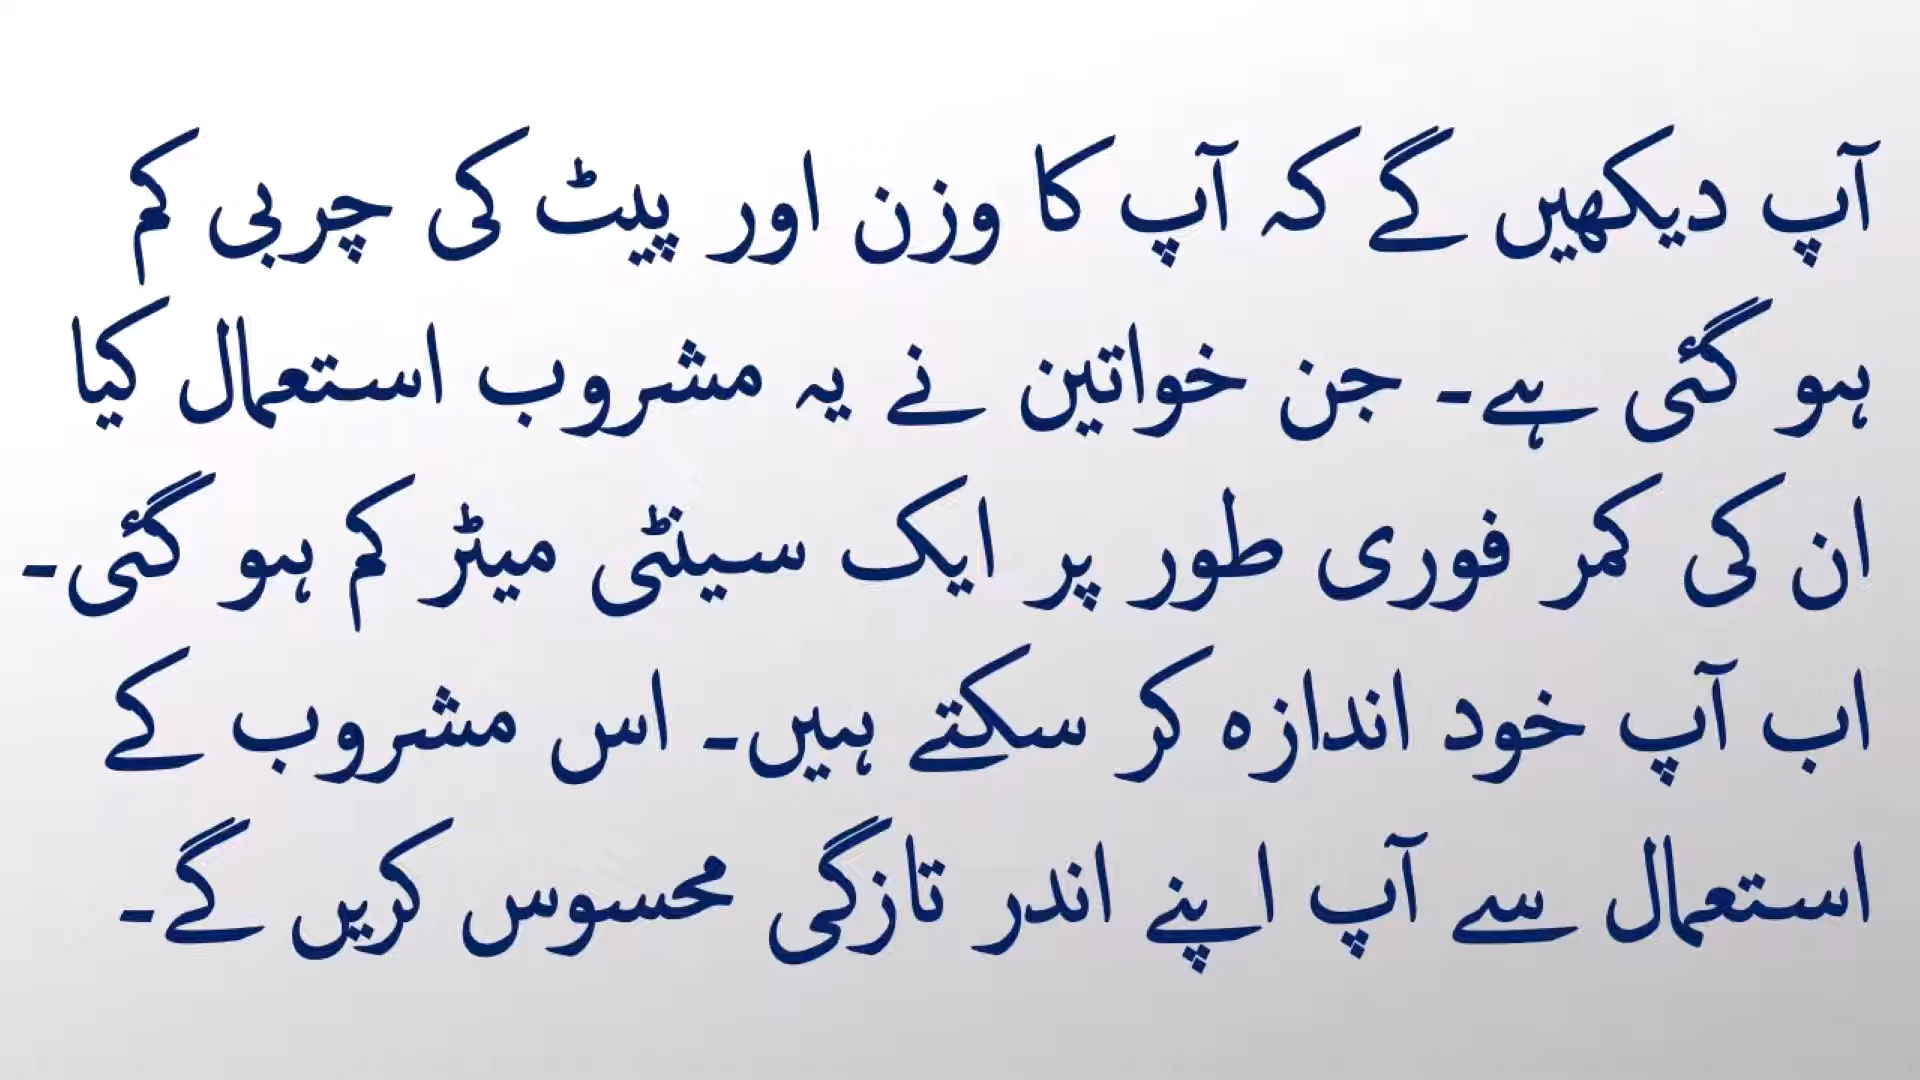 آپ دیکھیں گے کہ آپ کا وزن اور پیٹ کی چربی کم
ہو گئی ہے۔ جن خواتین نے یہ مشروب استعمال کیا
ان کی کمر فوری طور پر ایک سینٹی میٹر کم ہو گئی۔
اب آپ خود اندازہ کر سکتے ہیں۔ اس مشروب کے
استعمال سے آپ اپنے اندر تازگی محسوس کریں گے۔